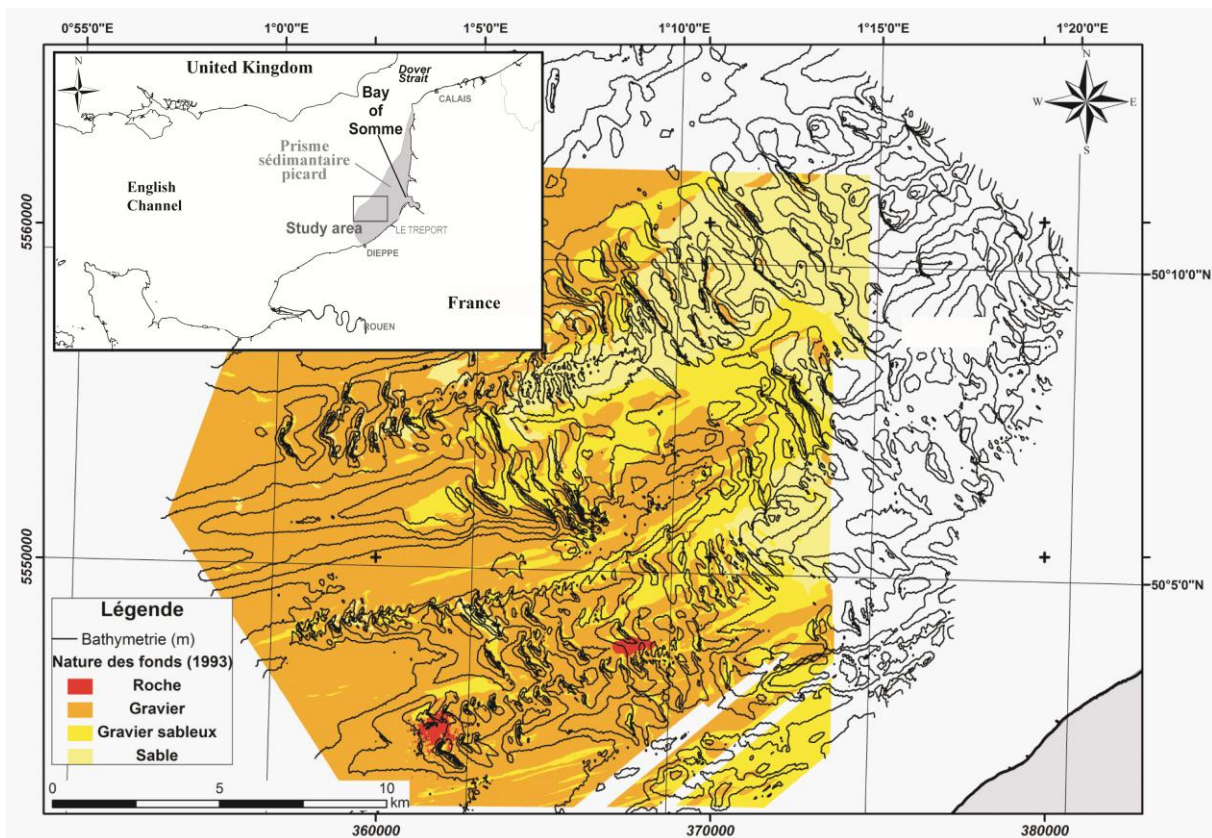 0°55'0"E
1°0'0"E
1°5'0"E
1°10'0"E
1°15'0"E
1°20'0"E
N
W
E
S
N
United Kingdom
Dover
Strait
CALAIS
Bay
of
Somme
Prisme
sédimantaire
picard
English
Channel
Study area
LE TREPORT
DIEPPE
France
ROUEN
5560000
50°10'0"N
5550000
50°5'0"N
Légende
Bathymetrie (m)
Nature des fonds (1993)
Roche
Gravier
Gravier sableux
Sable
0
5
10
km
360000
370000
380000